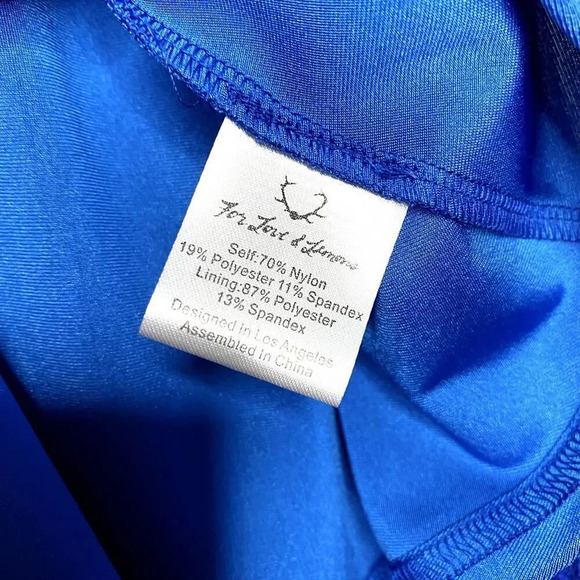 For Love & Lemons
Self:70% Nylon
19% Polyester 11% Spandex
Lining:87% Polyester
13% Spandex
Designed in Los Angeles
Assembled in China